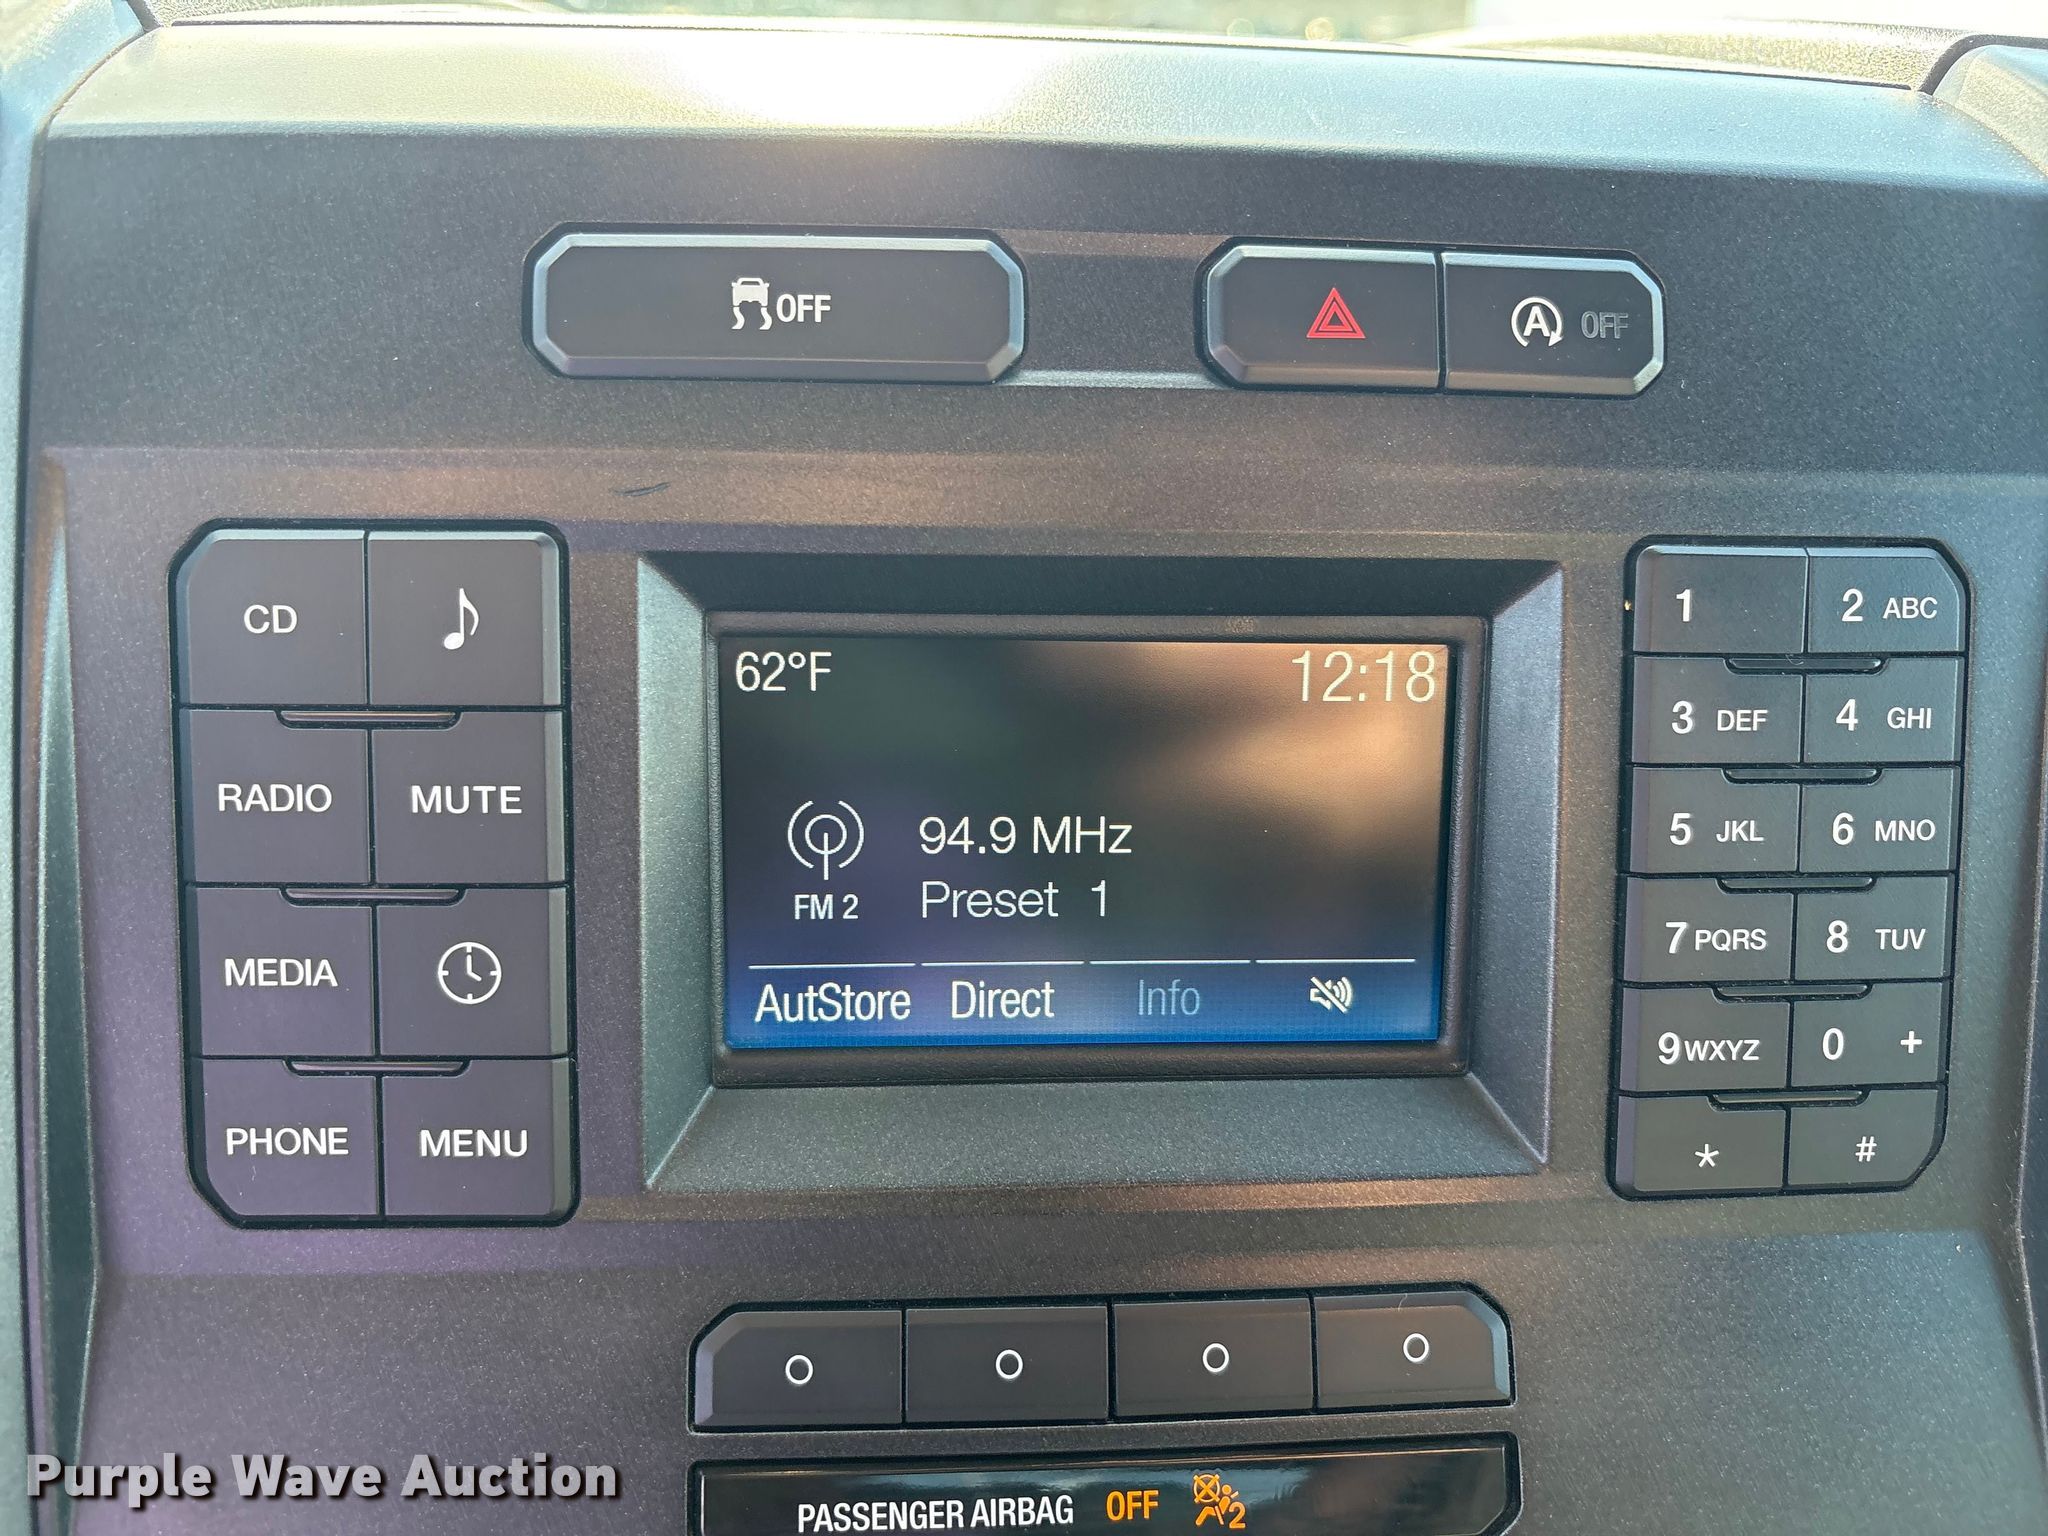 OFF
A OFF
CD
RADIO MUTE
MEDIA
PHONE MENU
62°F 12:18
94.9 MHz
FM 2 Preset 1
AutStore Direct Info
1 2 ABC
3 DEF 4 GHI
5 JKL 6 MNO
7 PQRS 8 TUV
9 WXYZ 0 +
* #
PASSENGER AIRBAG OFF 2
Purple Wave Auction